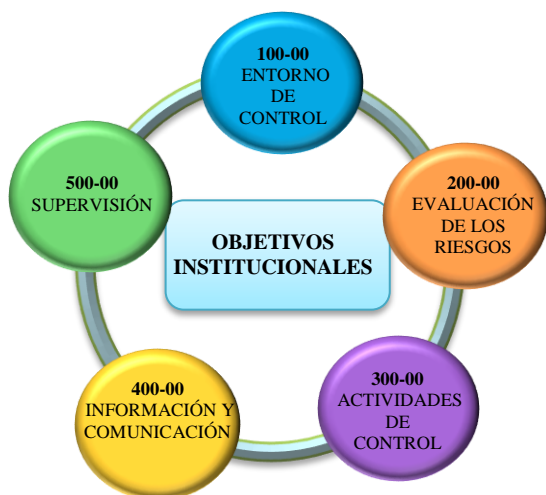 100-00
ENTORNO
DE
CONTROL
200-00
EVALUACIÓN
DE LOS
RIESGOS
300-00
ACTIVIDADES
DE
CONTROL
400-00
INFORMACIÓN Y
COMUNICACIÓN
500-00
SUPERVISIÓN
OBJETIVOS
INSTITUCIONALES